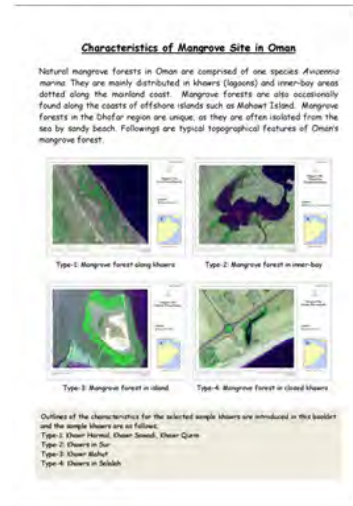 Characteristics of Mangrove Site in Oman
Natural mangrove forests in Oman are comprised of one species Avicennia
marina. They are mainly distributed in khawrs (lagoons) and inner-bay areas
dotted along the mainland coast. Mangrove forests are also occasionally
found along the coasts of offshore islands such as Mahawt Island. Mangrove
forests in the Dhofar region are unique, as they are often isolated from the
sea by sandy beach. Followings are typical topographical features of Oman's
mangrove forest.
Type-1: Mangrove forest along khawrs
Type-2: Mangrove forest in inner-bay
Type-3: Mangrove forest in island
Type-4: Mangrove forest in closed khawrs
Outlines of the characteristics for the selected sample khawrs are introduced in this booklet
and the sample khawrs are as follows.
Type-1: Khawr Harmul, Khawr Sawadi, Khawr Qurm
Type-2: Khawrs in Sur
Type-3: Khawr Mahut
Type-4: Khawrs in Salalah